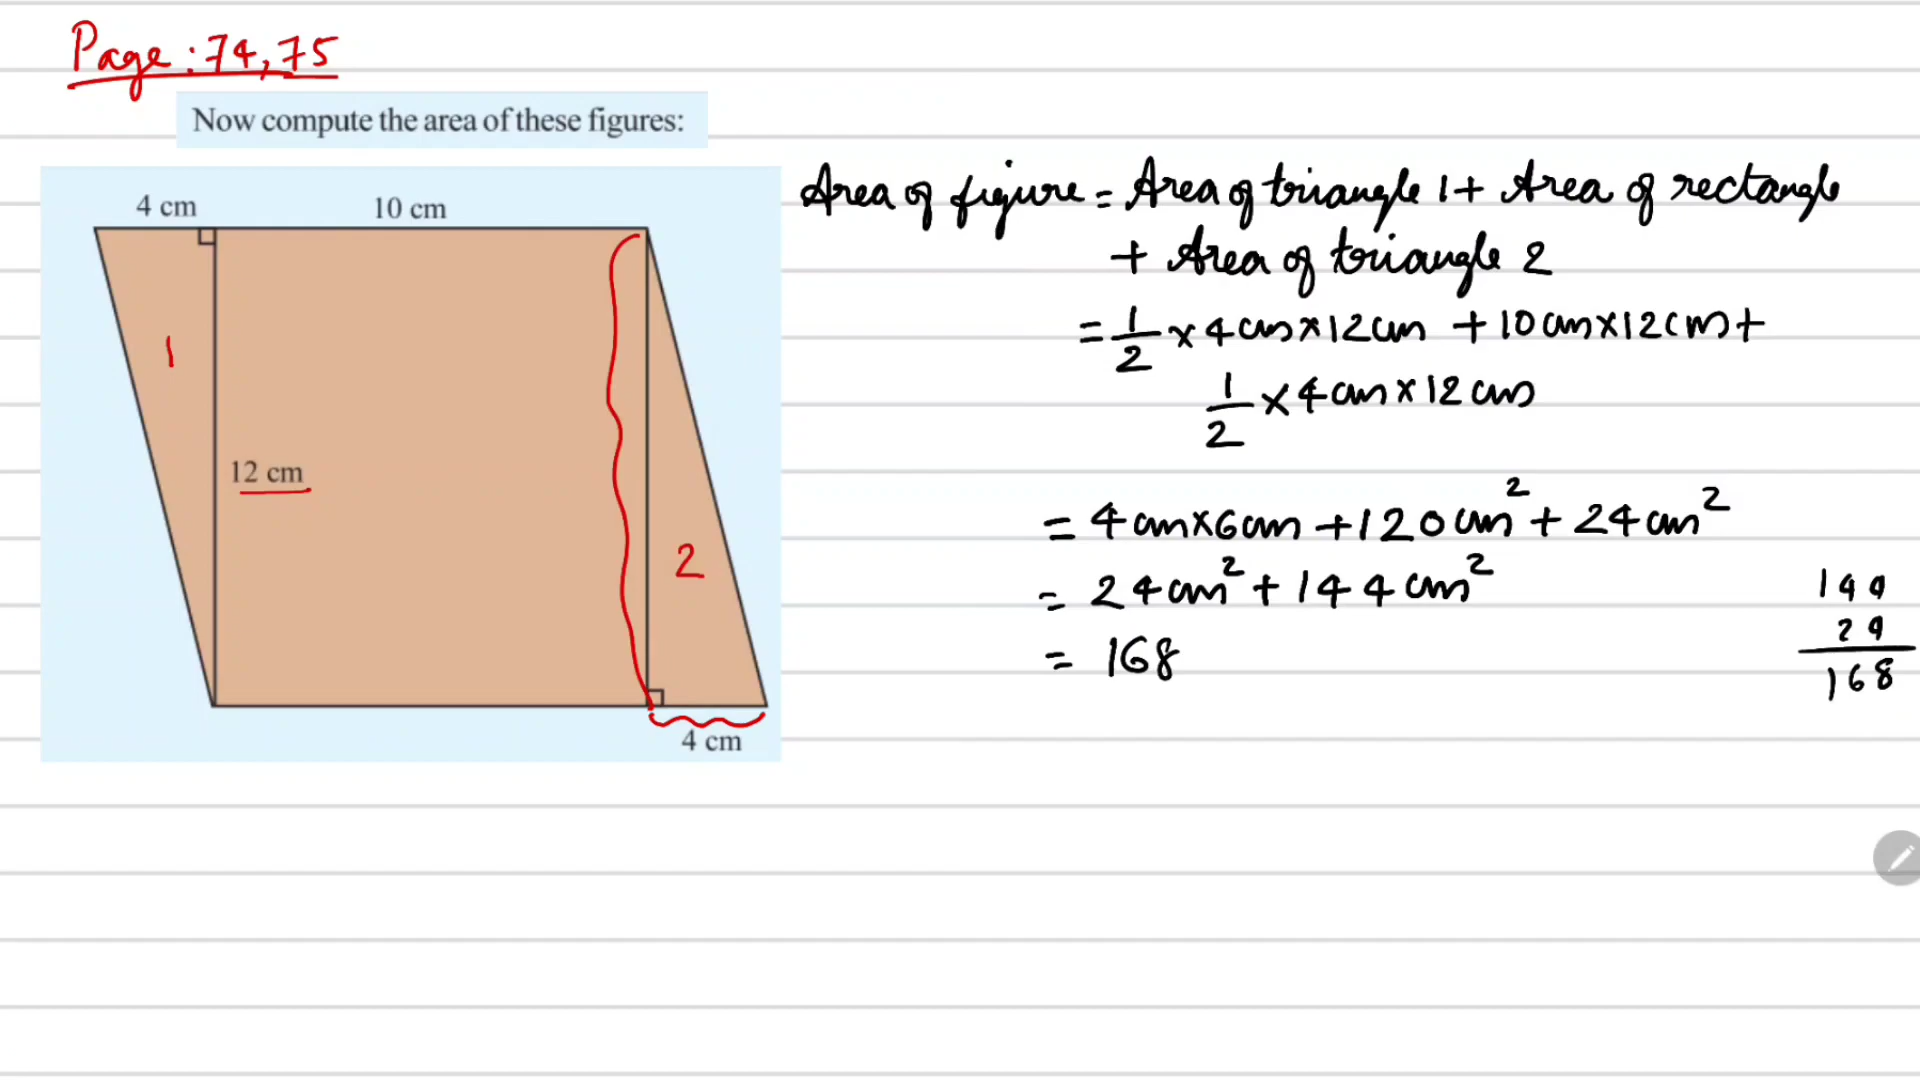 Page : 74, 75
Now compute the area of these figures:
4 cm
10 cm
1
12 cm
2
4 cm
Area of figure = Area of triangle 1 + Area of rectangle
+ Area of triangle 2
= 1/2 × 4 cm × 12 cm + 10 cm × 12 cm +
1/2 × 4 cm × 12 cm
= 4 cm × 6 cm + 120 cm² + 24 cm²
= 24 cm² + 144 cm²
= 168
144
24
168